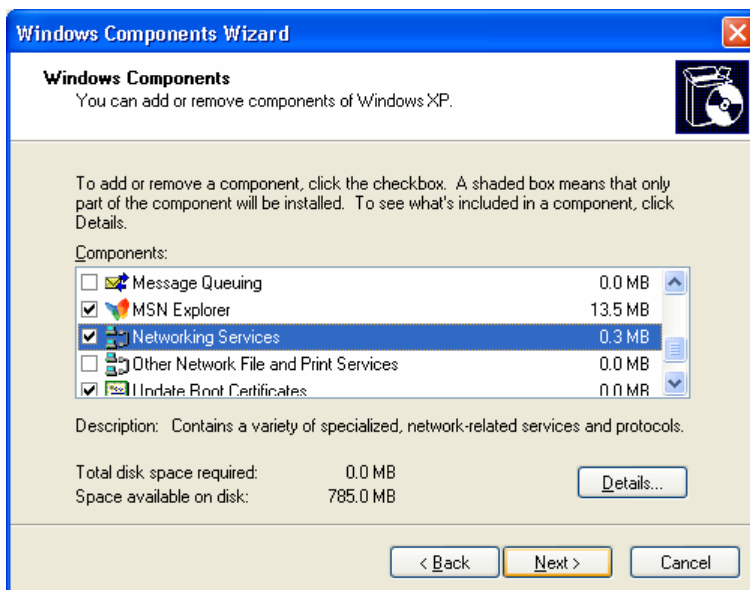 Windows Components Wizard
Windows Components
You can add or remove components of Windows XP.
To add or remove a component, click the checkbox. A shaded box means that only
part of the component will be installed. To see what's included in a component, click
Details.
Components:
Message Queuing 0.0 MB
MSN Explorer 13.5 MB
Networking Services 0.3 MB
Other Network File and Print Services 0.0 MB
Update Root Certificates 0.0 MB
Description: Contains a variety of specialized, network-related services and protocols.
Total disk space required: 0.0 MB
Space available on disk: 785.0 MB
Details...
< Back Next > Cancel